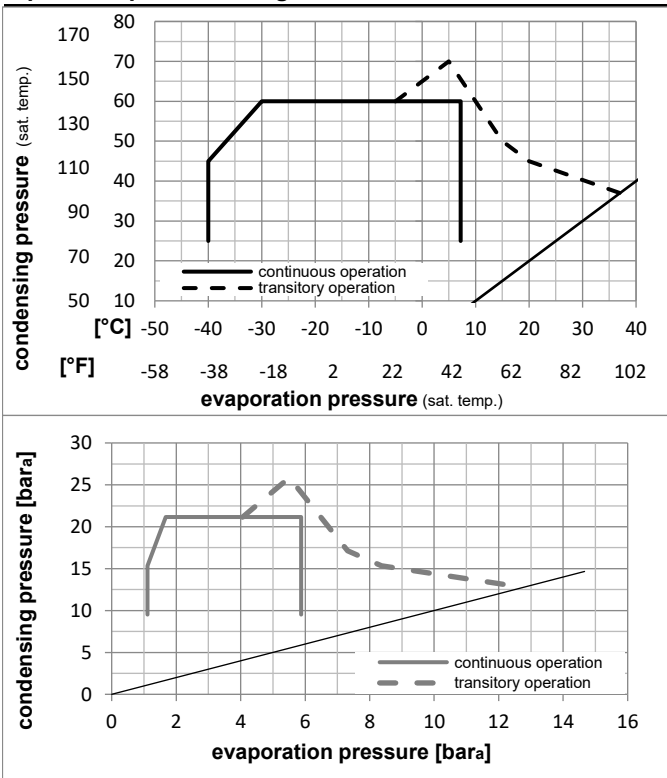 condensing pressure (sat. temp.)
170 80
150 70
130 60
110 50
90 40
70 30
50 20
10
continuous operation
transitory operation
[°C] -50 -40 -30 -20 -10 0 10 20 30 40
[°F] -58 -38 -18 2 22 42 62 82 102
evaporation pressure (sat. temp.)
condensing pressure [bara]
30
25
20
15
10
5
0
continuous operation
transitory operation
0 2 4 6 8 10 12 14 16
evaporation pressure [bara]